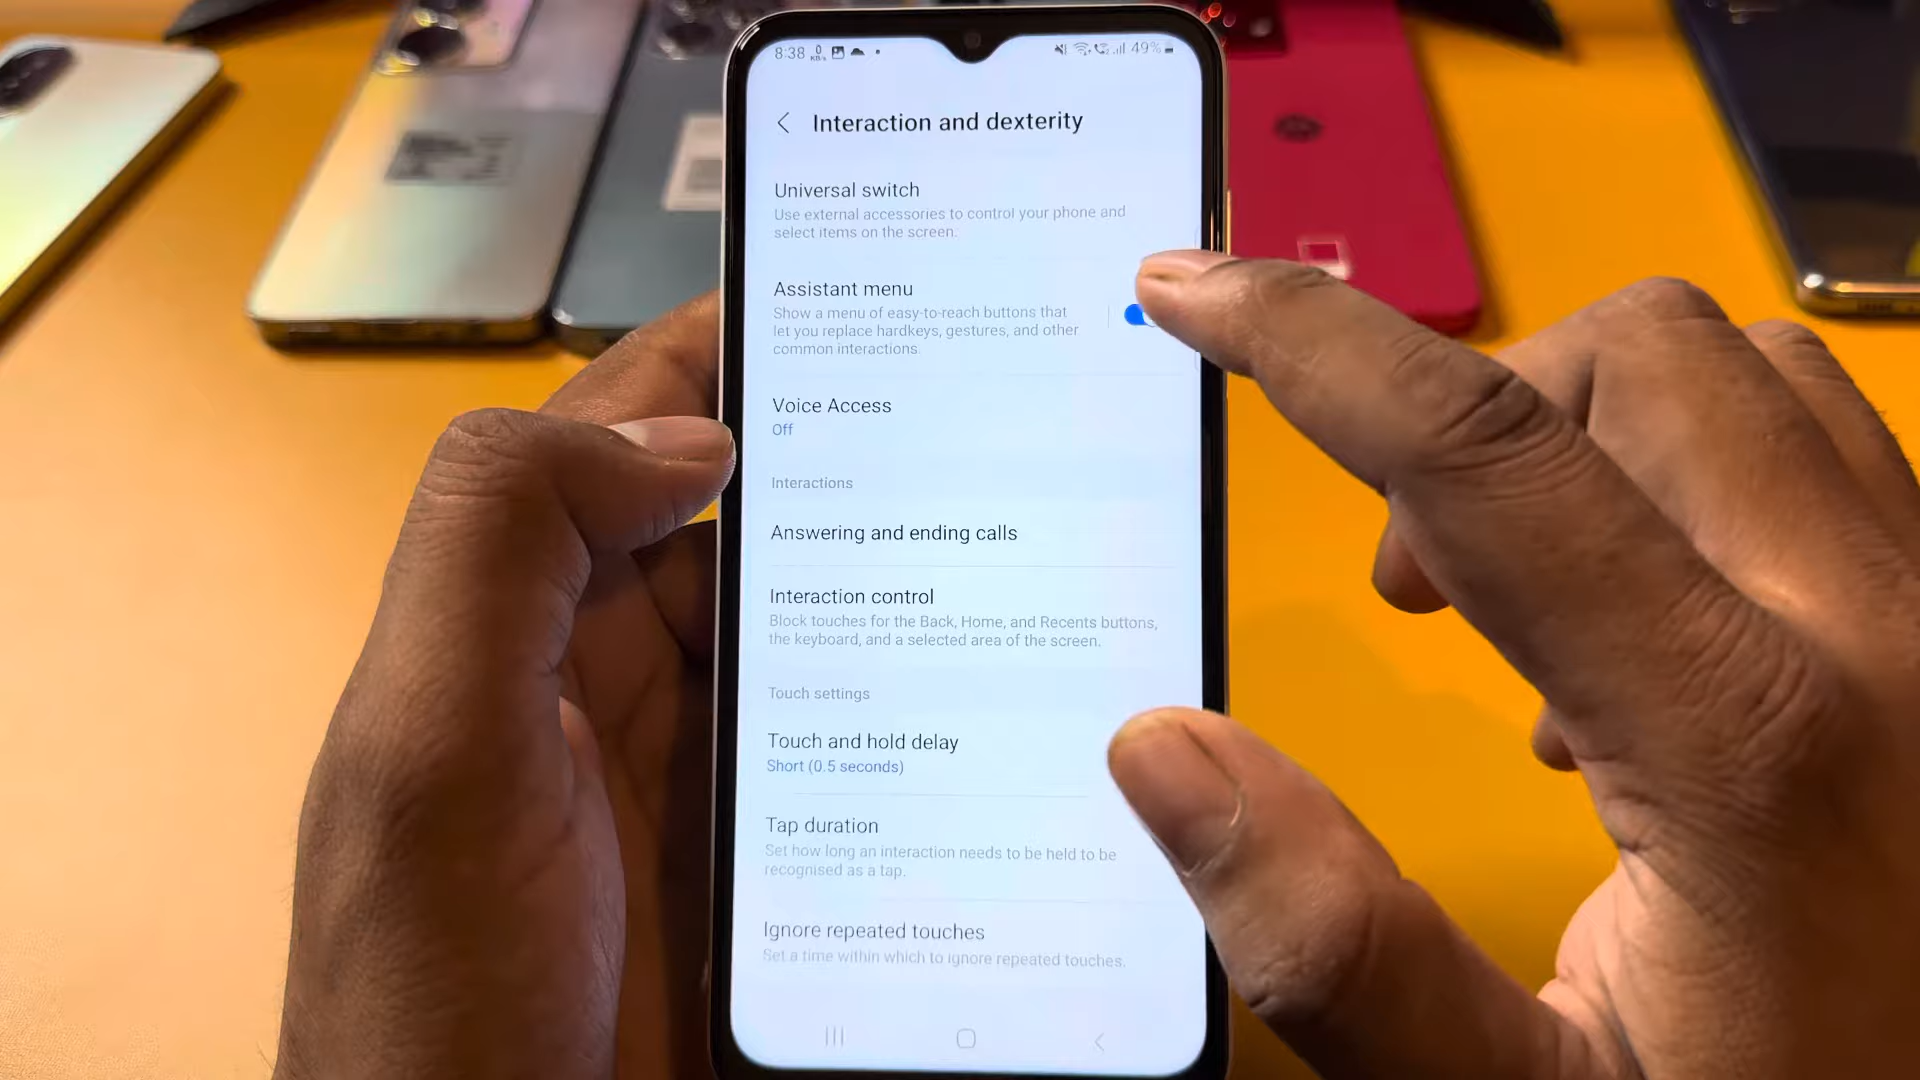 8:38
49%
Interaction and dexterity
Universal switch
Use external accessories to control your phone and
select items on the screen.
Assistant menu
Show a menu of easy-to-reach buttons that
let you replace hardkeys, gestures, and other
common interactions.
Voice Access
Off
Interactions
Answering and ending calls
Interaction control
Block touches for the Back, Home, and Recents buttons,
the keyboard, and a selected area of the screen.
Touch settings
Touch and hold delay
Short (0.5 seconds)
Tap duration
Set how long an interaction needs to be held to be
recognised as a tap.
Ignore repeated touches
Set a time within which to ignore repeated touches.